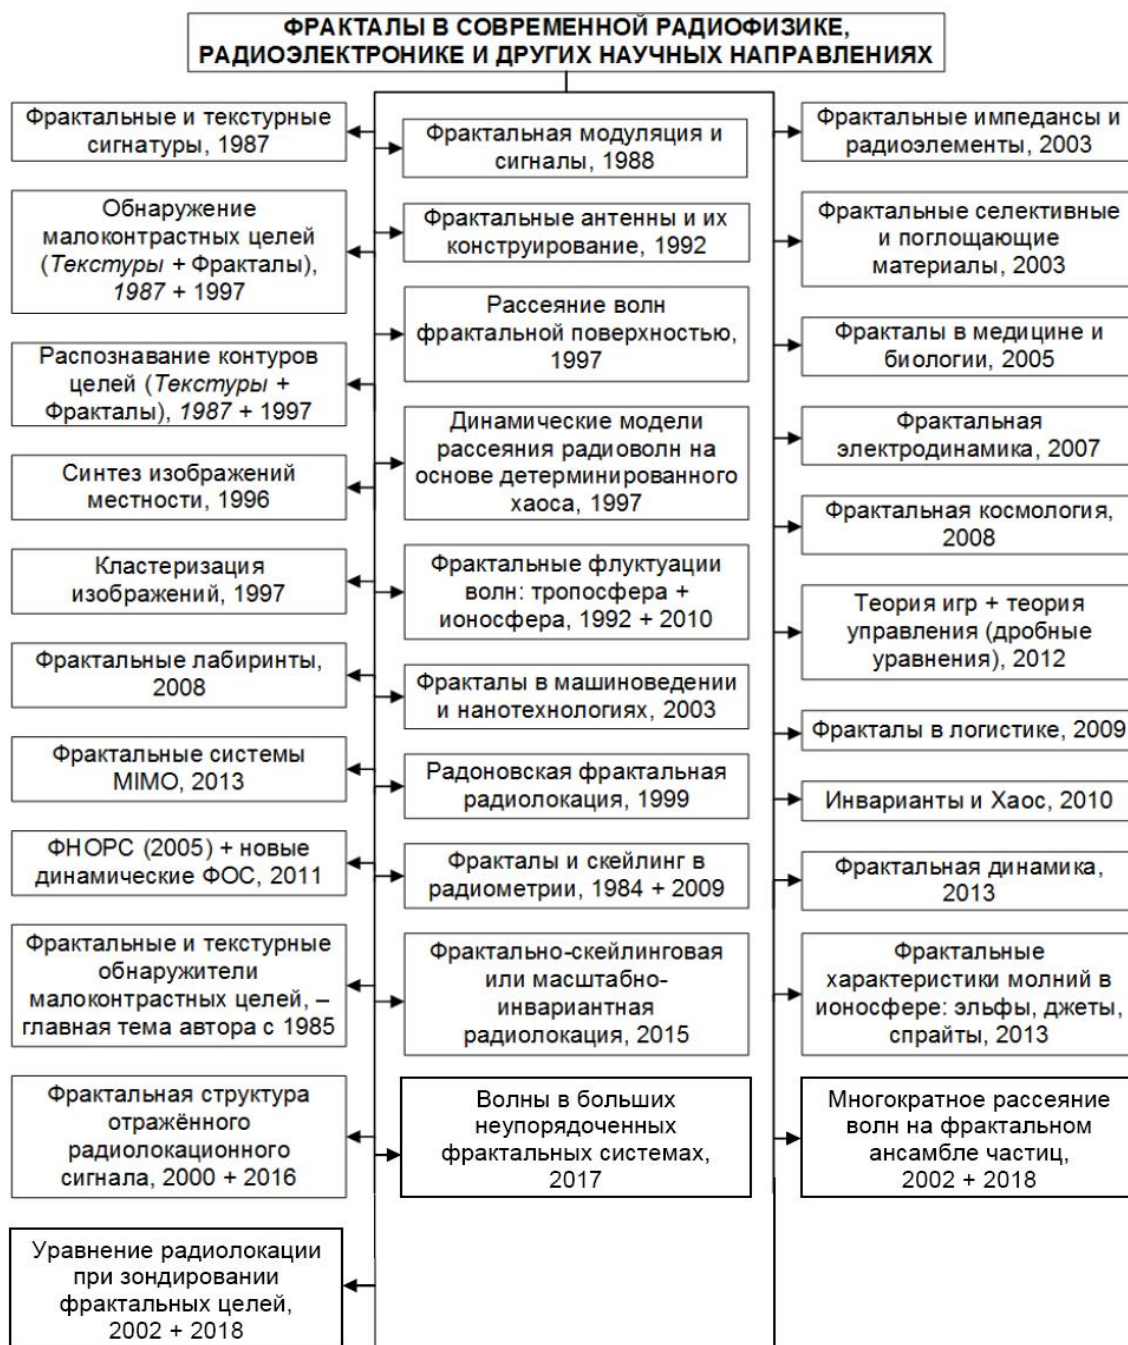 ФРАКТАЛЫ В СОВРЕМЕННОЙ РАДИОФИЗИКЕ,
РАДИОЭЛЕКТРОНИКЕ И ДРУГИХ НАУЧНЫХ НАПРАВЛЕНИЯХ
Фрактальные и текстурные
сигнатуры, 1987
Обнаружение
малоконтрастных целей
(Текстуры + Фракталы),
1987 + 1997
Распознавание контуров
целей (Текстуры +
Фракталы), 1987 + 1997
Синтез изображений
местности, 1996
Кластеризация
изображений, 1997
Фрактальные лабиринты,
2008
Фрактальные системы
MIMO, 2013
ФНОРС (2005) + новые
динамические ФОС, 2011
Фрактальные и текстурные
обнаружители
малоконтрастных целей, –
главная тема автора с 1985
Фрактальная структура
отражённого
радиолокационного
сигнала, 2000 + 2016
Уравнение радиолокации
при зондировании
фрактальных целей,
2002 + 2018
Фрактальная модуляция и
сигналы, 1988
Фрактальные антенны и их
конструирование, 1992
Рассеяние волн
фрактальной поверхностью,
1997
Динамические модели
рассеяния радиоволн на
основе детерминированного
хаоса, 1997
Фрактальные флуктуации
волн: тропосфера +
ионосфера, 1992 + 2010
Фракталы в машиноведении
и нанотехнологиях, 2003
Радоновская фрактальная
радиолокация, 1999
Фракталы и скейлинг в
радиометрии, 1984 + 2009
Фрактально-скейлинговая
или масштабно-
инвариантная
радиолокация, 2015
Волны в больших
неупорядоченных
фрактальных системах,
2017
Фрактальные импедансы и
радиоэлементы, 2003
Фрактальные селективные
и поглощающие
материалы, 2003
Фракталы в медицине и
биологии, 2005
Фрактальная
электродинамика, 2007
Фрактальная космология,
2008
Теория игр + теория
управления (дробные
уравнения), 2012
Фракталы в логистике, 2009
Инварианты и Хаос, 2010
Фрактальная динамика,
2013
Фрактальные
характеристики молний в
ионосфере: эльфы, джеты,
спрайты, 2013
Многократное рассеяние
волн на фрактальном
ансамбле частиц,
2002 + 2018